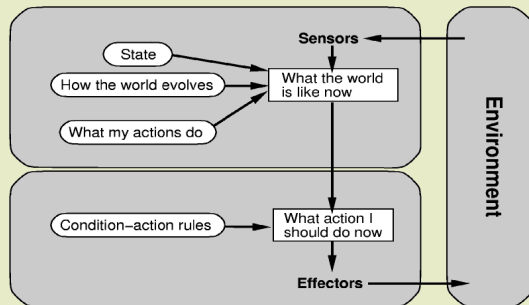 Sensors
State
How the world evolves
What my actions do
What the world
is like now
Condition–action rules
What action I
should do now
Effectors
Environment